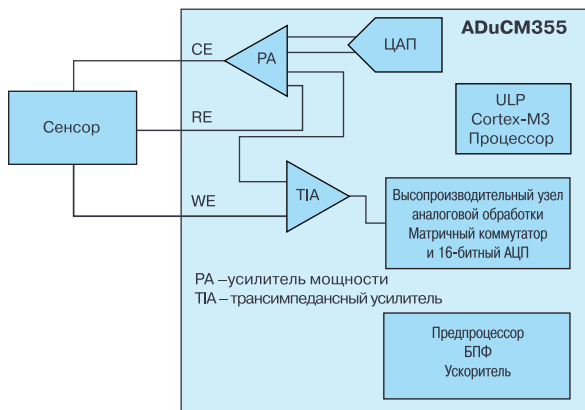 ADuCM355
CE
PA
ЦАП
ULP
Cortex-M3
Процессор
Сенсор
RE
WE
TIA
Высопроизводительный узел
аналоговой обработки
Матричный коммутатор
и 16-битный АЦП
PA –усилитель мощности
TIA – трансимпедансный усилитель
Предпроцессор
БПФ
Ускоритель